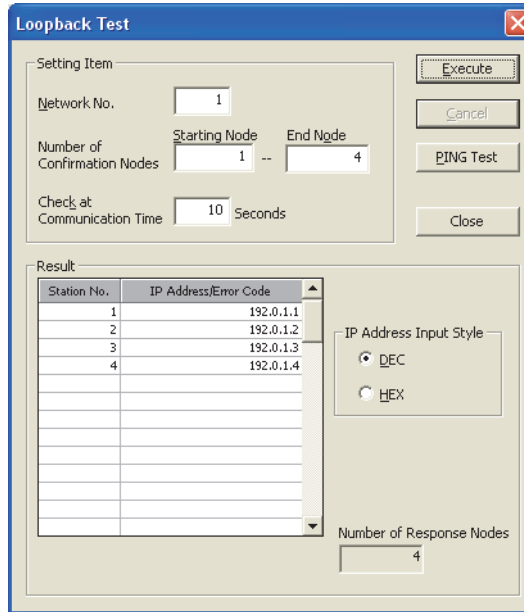 Loopback Test
Setting Item
Network No. 1
Starting Node End Node
Number of Confirmation Nodes 1 -- 4
Check at Communication Time 10 Seconds
Execute
Cancel
PING Test
Close
Result
Station No. IP Address/Error Code
1 192.0.1.1
2 192.0.1.2
3 192.0.1.3
4 192.0.1.4
IP Address Input Style
DEC
HEX
Number of Response Nodes
4